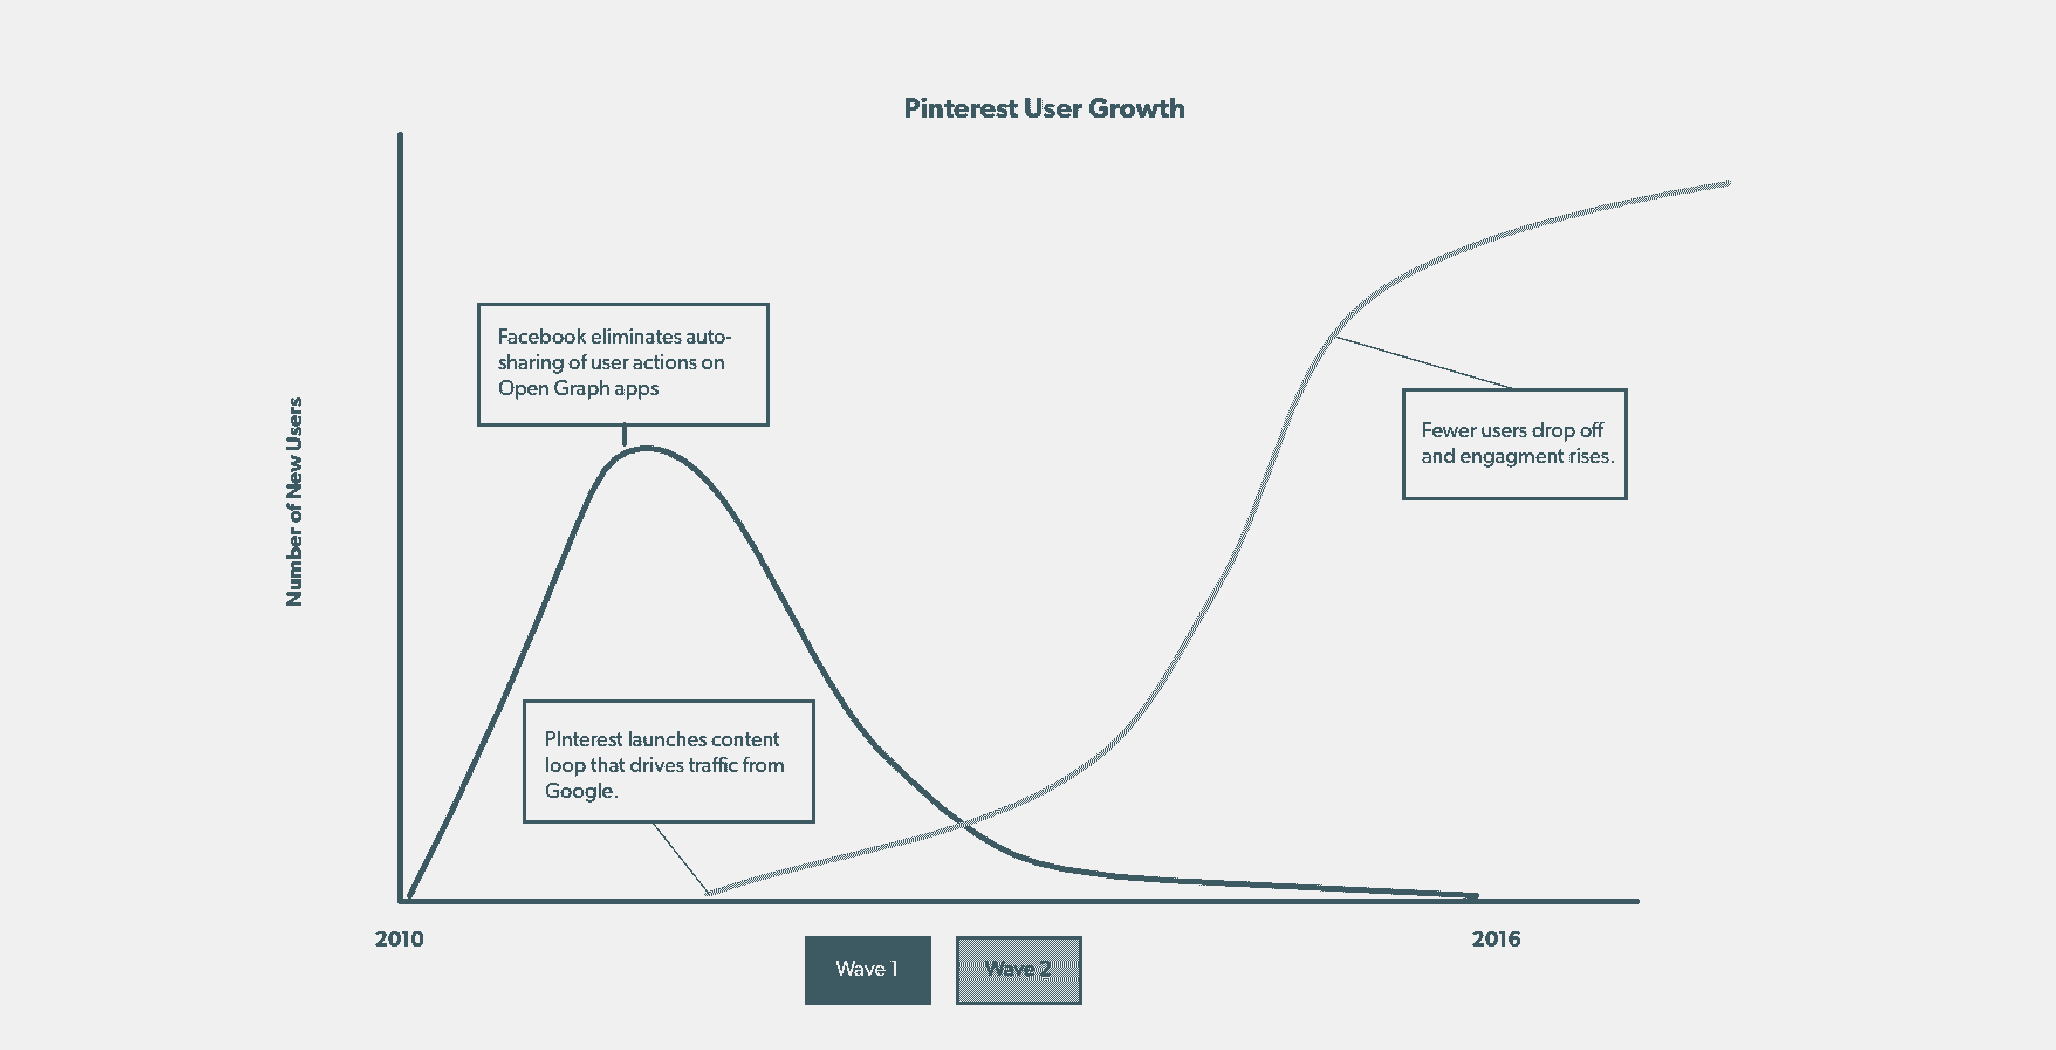 Pinterest User Growth
Number of New Users
Facebook eliminates auto-
sharing of user actions on
Open Graph apps
Fewer users drop off
and engagment rises.
PInterest launches content
loop that drives traffic from
Google.
2010
2016
Wave 1
Wave 2